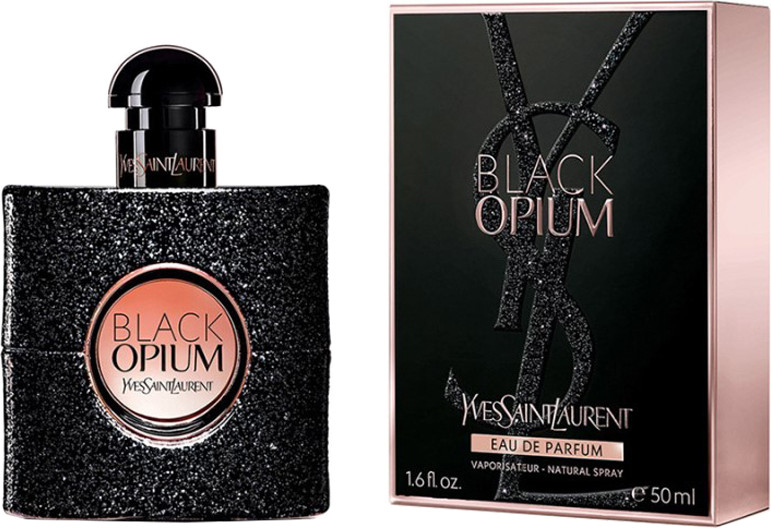 YVESSAINTLAURENT
BLACK
OPIUM
YVESSAINTLAURENT
YSL
BLACK
OPIUM
YVESSAINTLAURENT
EAU DE PARFUM
VAPORISATEUR - NATURAL SPRAY
1.6 fl. oz. ℮ 50 ml